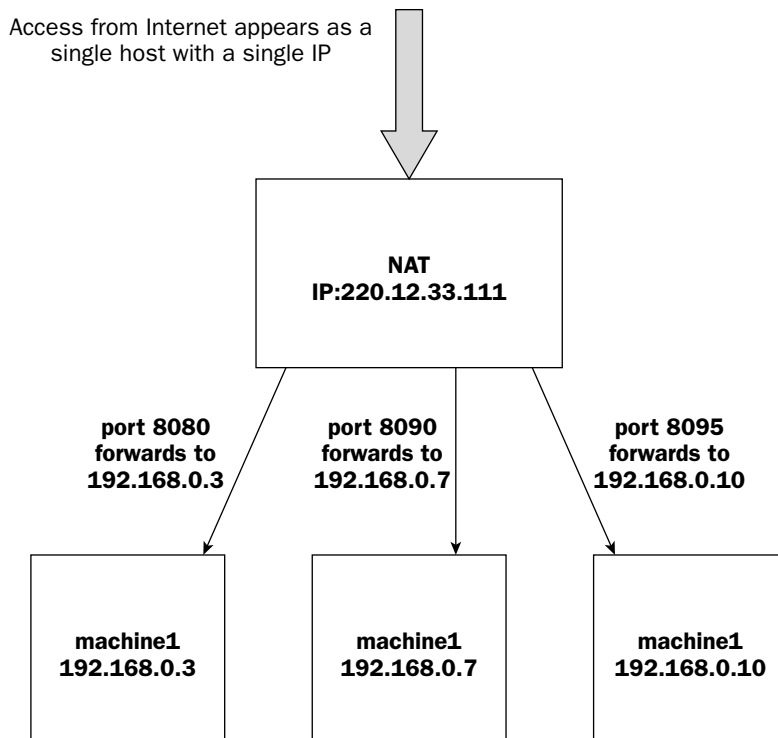 Access from Internet appears as a
single host with a single IP
NAT
IP:220.12.33.111
port 8080
forwards to
192.168.0.3
port 8090
forwards to
192.168.0.7
port 8095
forwards to
192.168.0.10
machine1
192.168.0.3
machine1
192.168.0.7
machine1
192.168.0.10